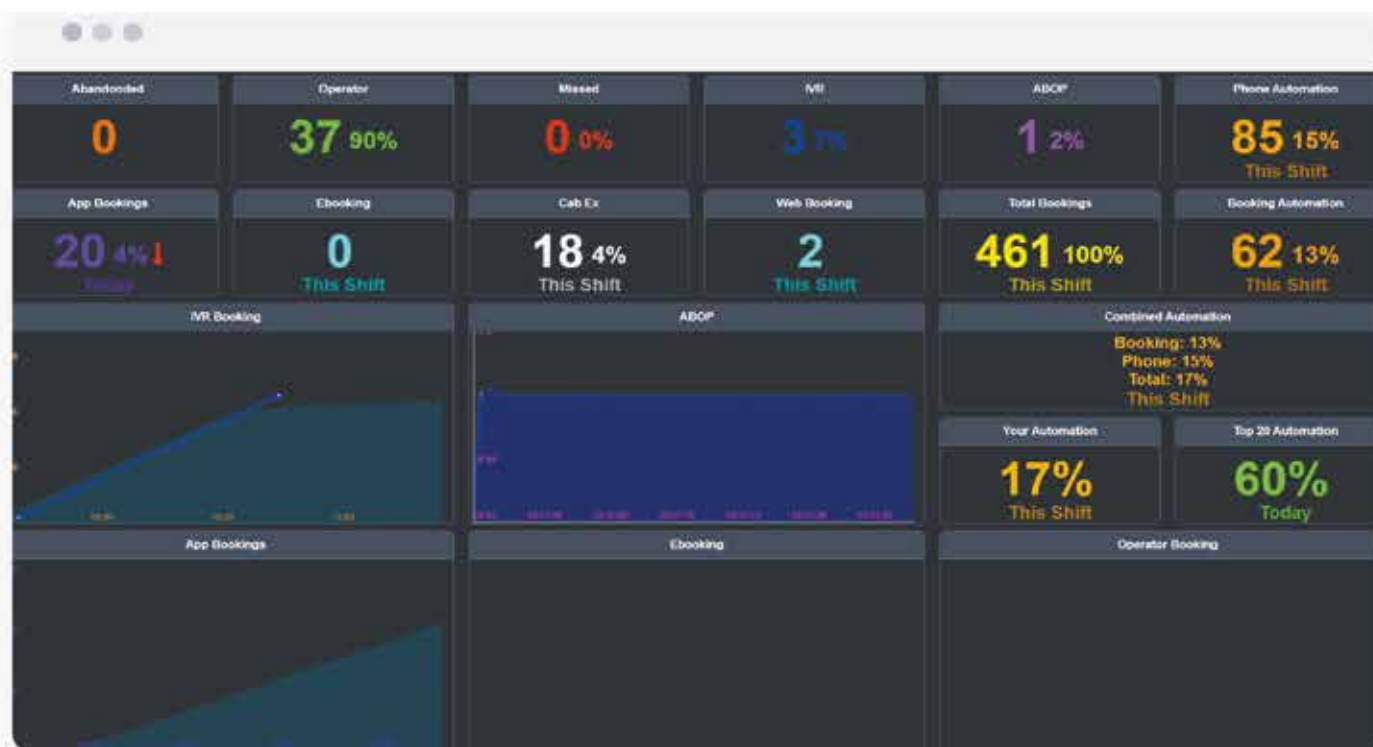 Abandonded
Operator
Missed
IVR
ABOP
Phone Automation
0
37 90%
0 0%
3 7%
1 2%
85 15%
This Shift
App Bookings
Ebooking
Cab Ex
Web Booking
Total Bookings
Booking Automation
20 4%
0
18 4%
2
461 100%
62 13%
Today
This Shift
This Shift
This Shift
This Shift
This Shift
IVR Booking
ABOP
Combined Automation
Booking: 13%
Phone: 15%
Total: 17%
This Shift
Your Automation
Top 20 Automation
17%
60%
This Shift
Today
App Bookings
Ebooking
Operator Booking